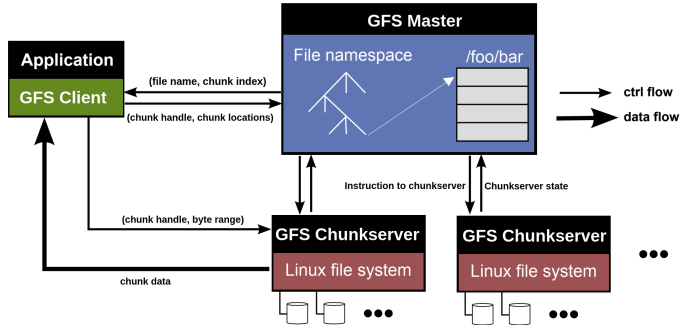 GFS Master
Application
GFS Client
File namespace
/foo/bar
(file name, chunk index)
(chunk handle, chunk locations)
ctrl flow
data flow
Instruction to chunkserver
Chunkserver state
(chunk handle, byte range)
GFS Chunkserver
Linux file system
GFS Chunkserver
Linux file system
chunk data